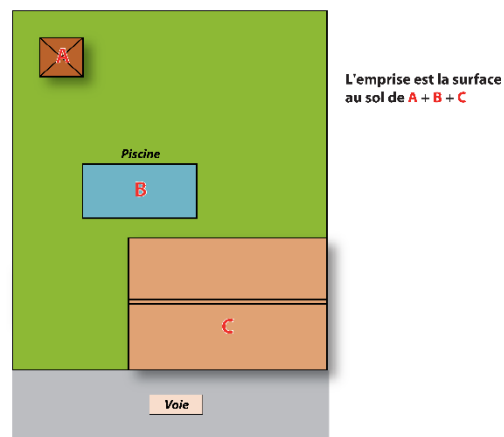 A
L'emprise est la surface
au sol de A + B + C
Piscine
B
C
Voie